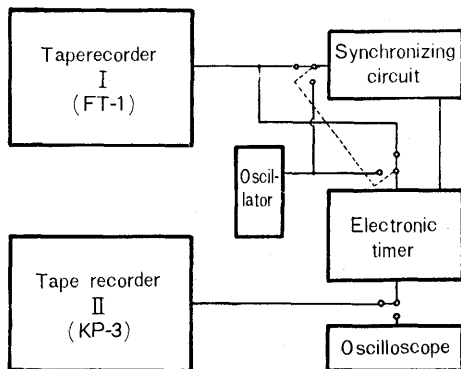 Taperecorder
I
(FT-1)
Synchronizing
circuit
Oscil-
lator
Electronic
timer
Tape recorder
II
(KP-3)
Oscilloscope